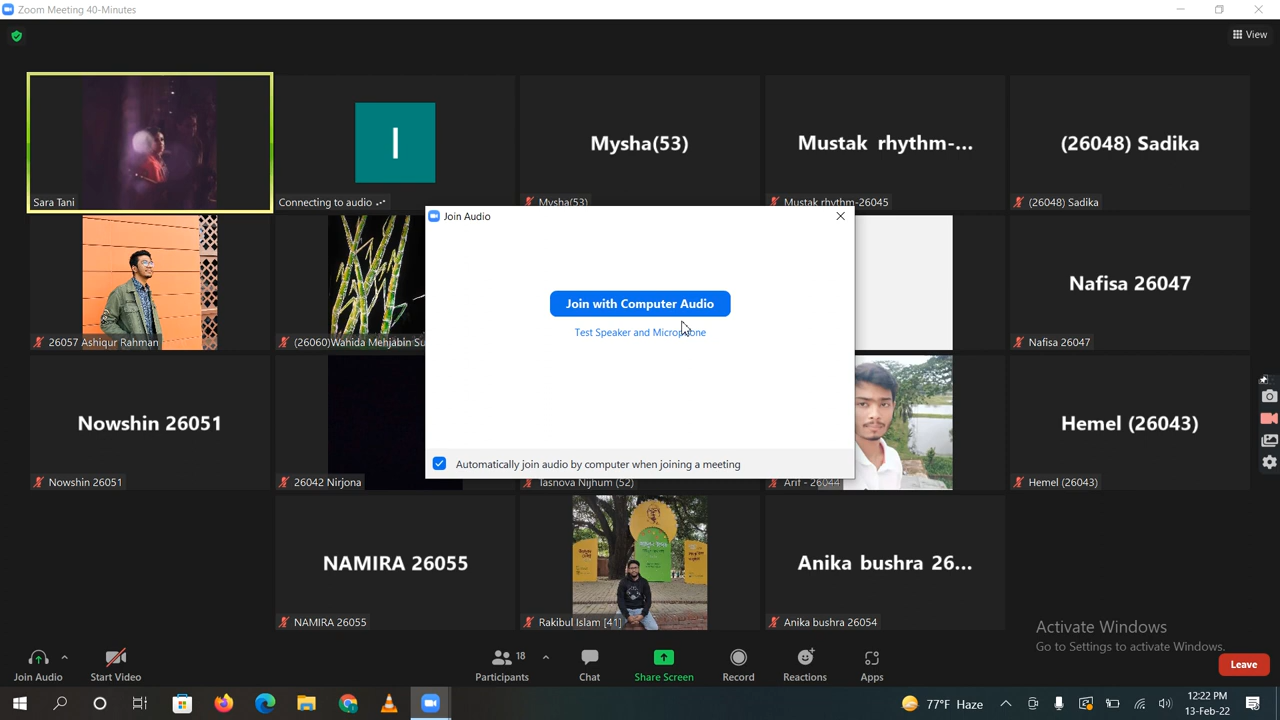 Zoom Meeting 40-Minutes
View
Sara Tani
I
Connecting to audio
Mysha(53)
Mysha(53)
Mustak rhythm-...
Mustak rhythm-26045
(26048) Sadika
(26048) Sadika
26057 Ashiqur Rahman
(26060)Wahida Mehjabin Su
Join Audio
Join with Computer Audio
Test Speaker and Microphone
Automatically join audio by computer when joining a meeting
Nafisa 26047
Nafisa 26047
Nowshin 26051
Nowshin 26051
26042 Nirjona
Tasnova Nijhum (52)
Arif - 26044
Hemel (26043)
Hemel (26043)
NAMIRA 26055
NAMIRA 26055
Rakibul Islam [41]
Anika bushra 26...
Anika bushra 26054
Activate Windows
Go to Settings to activate Windows.
Join Audio
Start Video
18
Participants
Chat
Share Screen
Record
Reactions
Apps
Leave
77°F Haze
12:22 PM
13-Feb-22